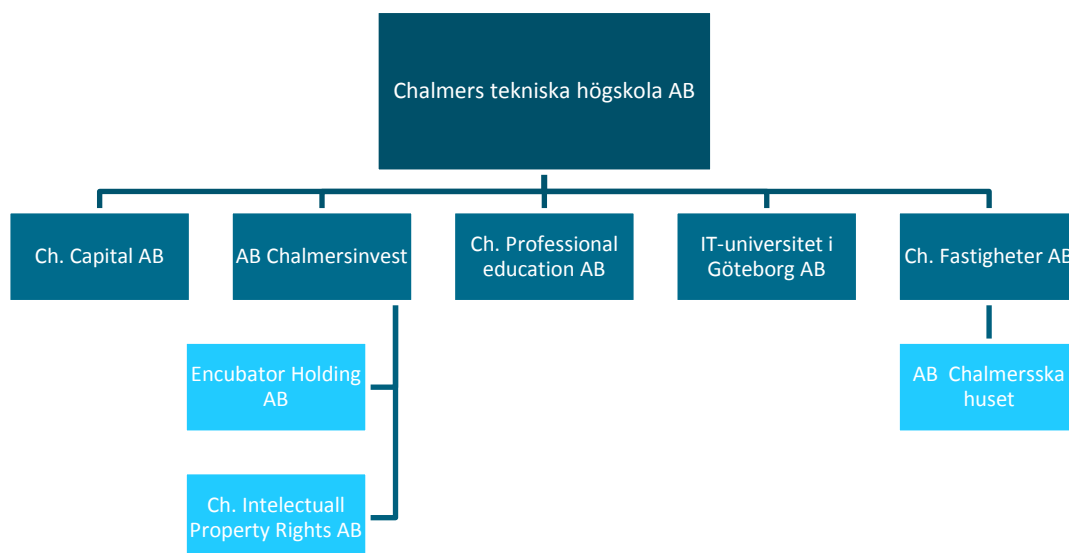 Chalmers tekniska högskola AB
Ch. Capital AB
AB Chalmersinvest
Ch. Professional
education AB
IT-universitet i
Göteborg AB
Ch. Fastigheter AB
Encubator Holding
AB
AB  Chalmersska
huset
Ch. Intelectuall
Property Rights AB